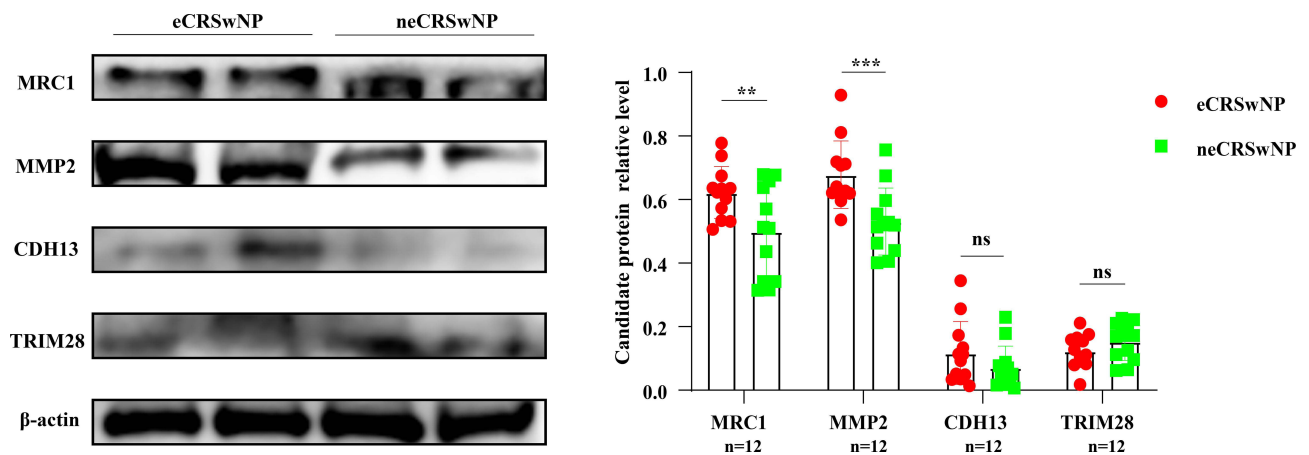 eCRSwNP neCRSwNP
MRC1
MMP2
CDH13
TRIM28
β-actin
Candidate protein relative level
1.0
0.8
0.6
0.4
0.2
0.0
**
***
ns
ns
MRC1 MMP2 CDH13 TRIM28
n=12 n=12 n=12 n=12
eCRSwNP
neCRSwNP